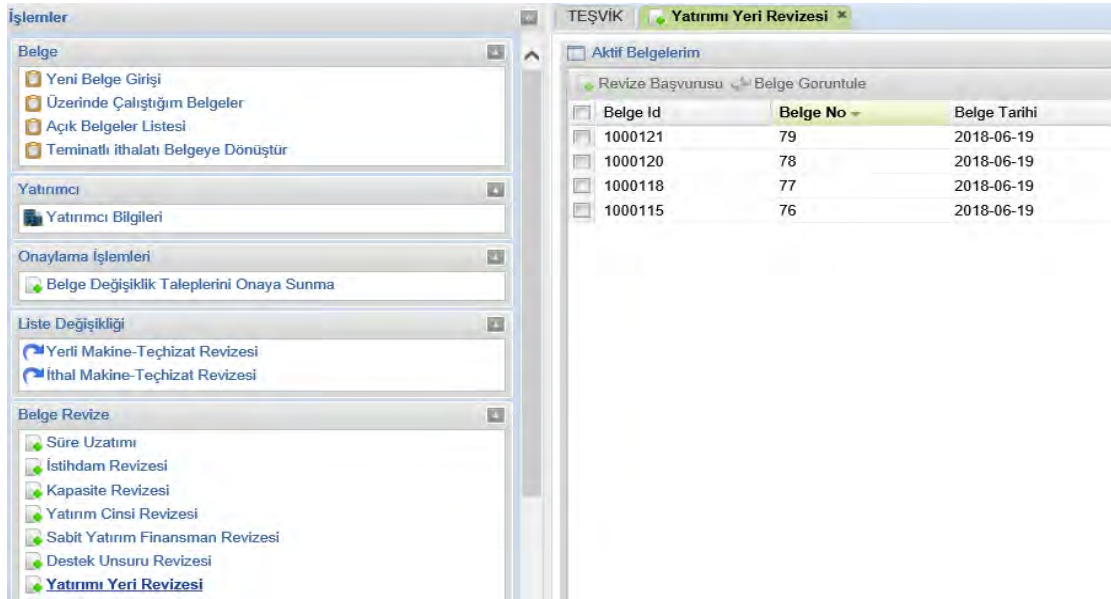 İşlemler
Belge
Yeni Belge Girişi
Üzerinde Çalıştığım Belgeler
Açık Belgeler Listesi
Teminatlı ithalatı Belgeye Dönüştür
Yatırımcı
Yatırımcı Bilgileri
Onaylama İşlemleri
Belge Değişiklik Taleplerini Onaya Sunma
Liste Değişikliği
Yerli Makine-Teçhizat Revizesi
İthal Makine-Teçhizat Revizesi
Belge Revize
Süre Uzatımı
İstihdam Revizesi
Kapasite Revizesi
Yatırım Cinsi Revizesi
Sabit Yatırım Finansman Revizesi
Destek Unsuru Revizesi
Yatırımı Yeri Revizesi
TEŞVİK Yatırımı Yeri Revizesi
Aktif Belgelerim
Revize Başvurusu Belge Goruntule
Belge Id Belge No Belge Tarihi
1000121 79 2018-06-19
1000120 78 2018-06-19
1000118 77 2018-06-19
1000115 76 2018-06-19